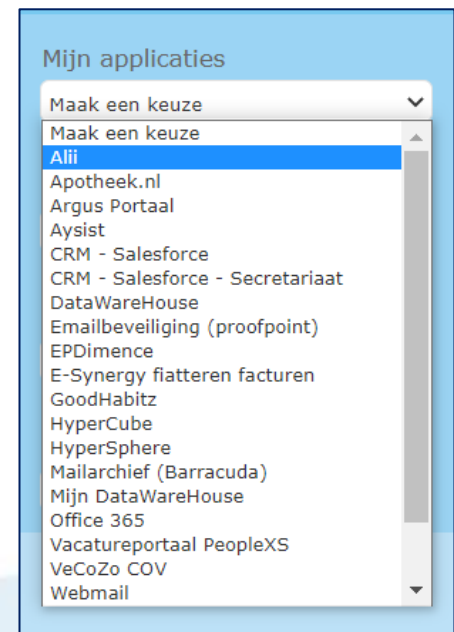 Mijn applicaties
Maak een keuze
Maak een keuze
Alii
Apotheek.nl
Argus Portaal
Aysist
CRM - Salesforce
CRM - Salesforce - Secretariaat
DataWareHouse
Emailbeveiliging (proofpoint)
EPDimence
E-Synergy fiatteren facturen
GoodHabitz
HyperCube
HyperSphere
Mailarchief (Barracuda)
Mijn DataWareHouse
Office 365
Vacatureportaal PeopleXS
VeCoZo COV
Webmail